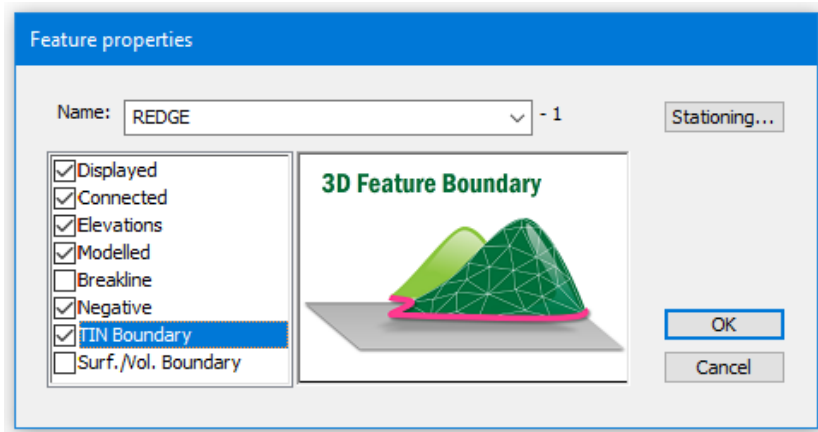 Feature properties
Name: REDGE - 1 Stationing...
Displayed
Connected
Elevations
Modelled
Breakline
Negative
TIN Boundary
Surf./Vol. Boundary
3D Feature Boundary
OK
Cancel